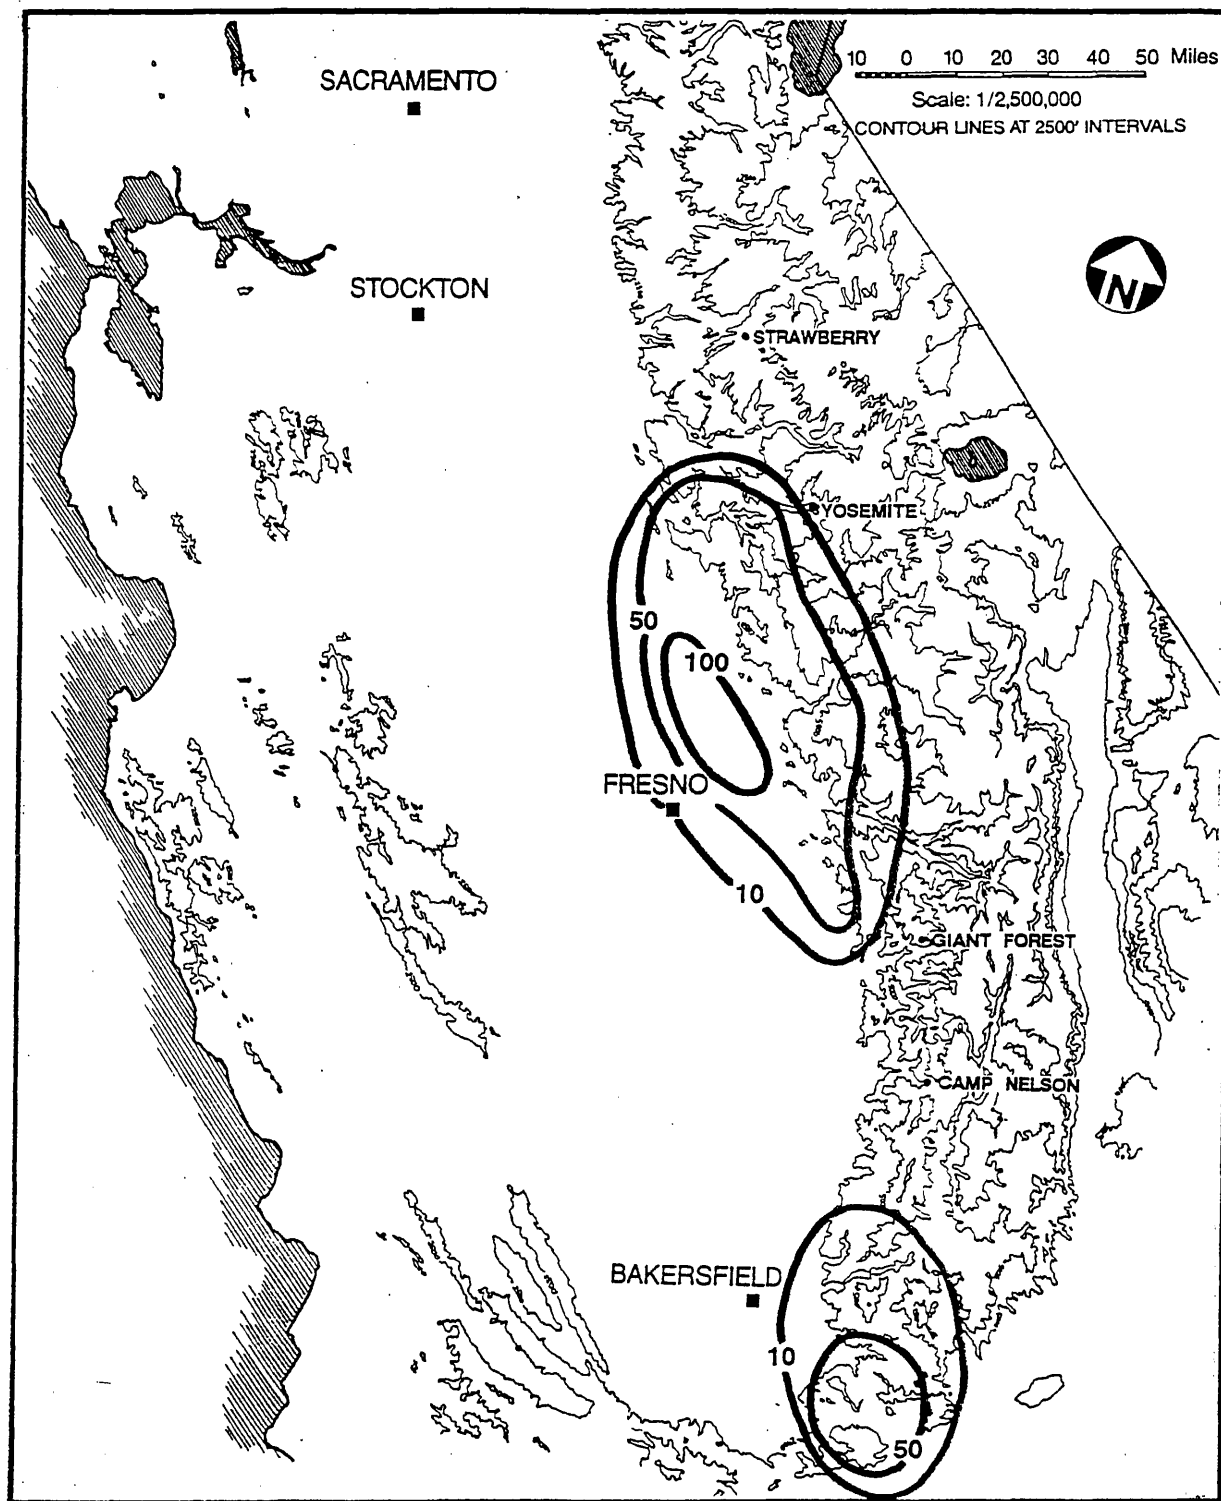 10 0 10 20 30 40 50 Miles
Scale: 1/2,500,000
CONTOUR LINES AT 2500' INTERVALS
SACRAMENTO
N
STOCKTON
STRAWBERRY
YOSEMITE
50
100
FRESNO
10
GIANT FOREST
CAMP NELSON
BAKERSFIELD
10
50